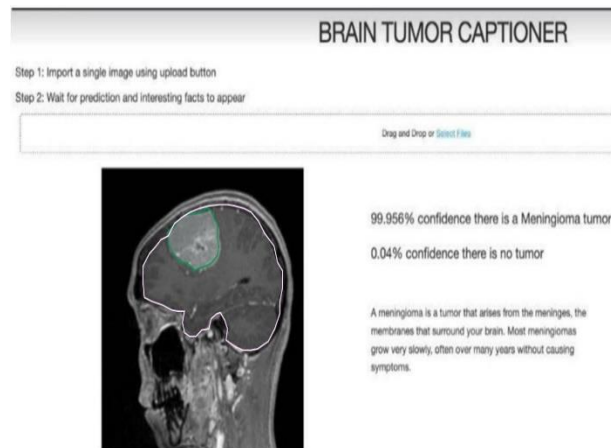 BRAIN TUMOR CAPTIONER
Step 1: Import a single image using upload button
Step 2: Wait for prediction and interesting facts to appear
Drag and Drop or Select Files
99.956% confidence there is a Meningioma tumor
0.04% confidence there is no tumor
A meningioma is a tumor that arises from the meninges, the
membranes that surround your brain. Most meningiomas
grow very slowly, often over many years without causing
symptoms.